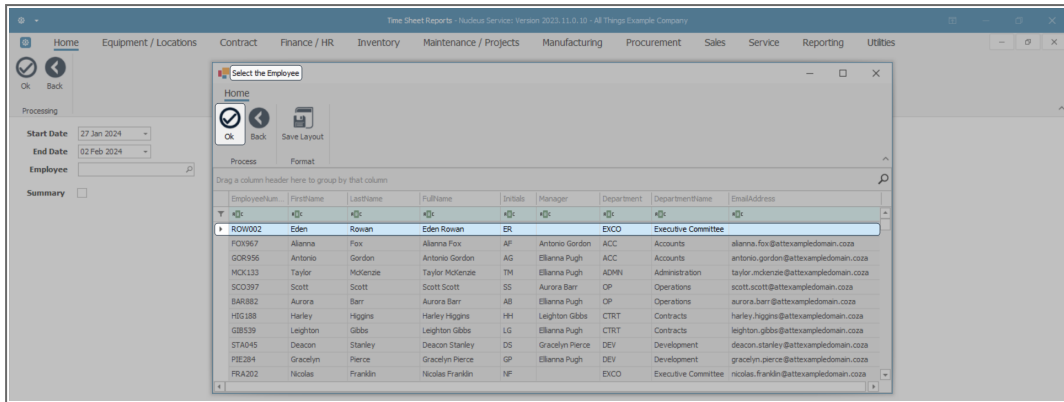 Time Sheet Reports - Nucleus Service: Version 2023.11.0.10 - All Things Example Company
Home Equipment / Locations Contract Finance / HR Inventory Maintenance / Projects Manufacturing Procurement Sales Service Reporting Utilities
Ok Back
Processing
Start Date 27 Jan 2024
End Date 02 Feb 2024
Employee
Summary
Select the Employee
Home
Ok Back Save Layout
Process Format
Drag a column header here to group by that column
EmployeeNum... FirstName LastName FullName Initials Manager Department DepartmentName EmailAddress
ROW002 Eden Rowan Eden Rowan ER EXCO Executive Committee
FOX967 Alianna Fox Alianna Fox AF Antonio Gordon ACC Accounts alianna.fox@attexampledomain.coza
GOR956 Antonio Gordon Antonio Gordon AG Ellianna Pugh ACC Accounts antonio.gordon@attexampledomain.coza
MCK133 Taylor McKenzie Taylor McKenzie TM Ellianna Pugh ADMN Administration taylor.mckenzie@attexampledomain.coza
SCO397 Scott Scott Scott Scott SS Aurora Barr OP Operations scott.scott@attexampledomain.coza
BAR882 Aurora Barr Aurora Barr AB Ellianna Pugh OP Operations aurora.barr@attexampledomain.coza
HIG188 Harley Higgins Harley Higgins HH Leighton Gibbs CTRT Contracts harley.higgins@attexampledomain.coza
GIB539 Leighton Gibbs Leighton Gibbs LG Ellianna Pugh CTRT Contracts leighton.gibbs@attexampledomain.coza
STA045 Deacon Stanley Deacon Stanley DS Gracelyn Pierce DEV Development deacon.stanley@attexampledomain.coza
PIE284 Gracelyn Pierce Gracelyn Pierce GP Ellianna Pugh DEV Development gracelyn.pierce@attexampledomain.coza
FRA202 Nicolas Franklin Nicolas Franklin NF EXCO Executive Committee nicolas.franklin@attexampledomain.coza